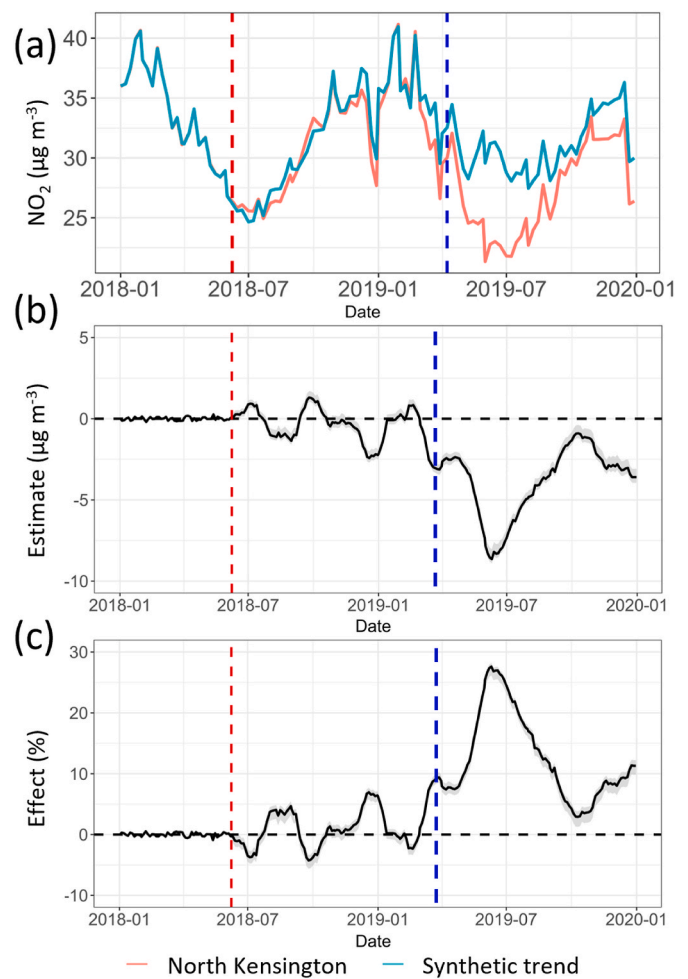 (a)
NO2 (µg m-3)
40
35
30
25
2018-01 2018-07 2019-01 2019-07 2020-01
Date
(b)
Estimate (µg m-3)
5
0
-5
-10
2018-01 2018-07 2019-01 2019-07 2020-01
Date
(c)
Effect (%)
30
20
10
0
-10
2018-01 2018-07 2019-01 2019-07 2020-01
Date
North Kensington Synthetic trend